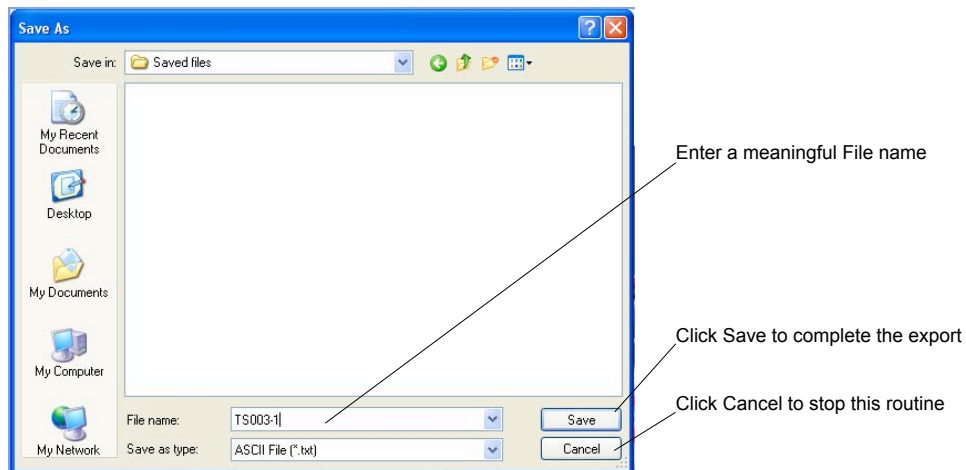 Save As
Save in: Saved files
My Recent
Documents
Desktop
My Documents
My Computer
My Network
Enter a meaningful File name
Click Save to complete the export
Click Cancel to stop this routine
File name: TS003-1 Save
Save as type: ASCII File (*.txt) Cancel